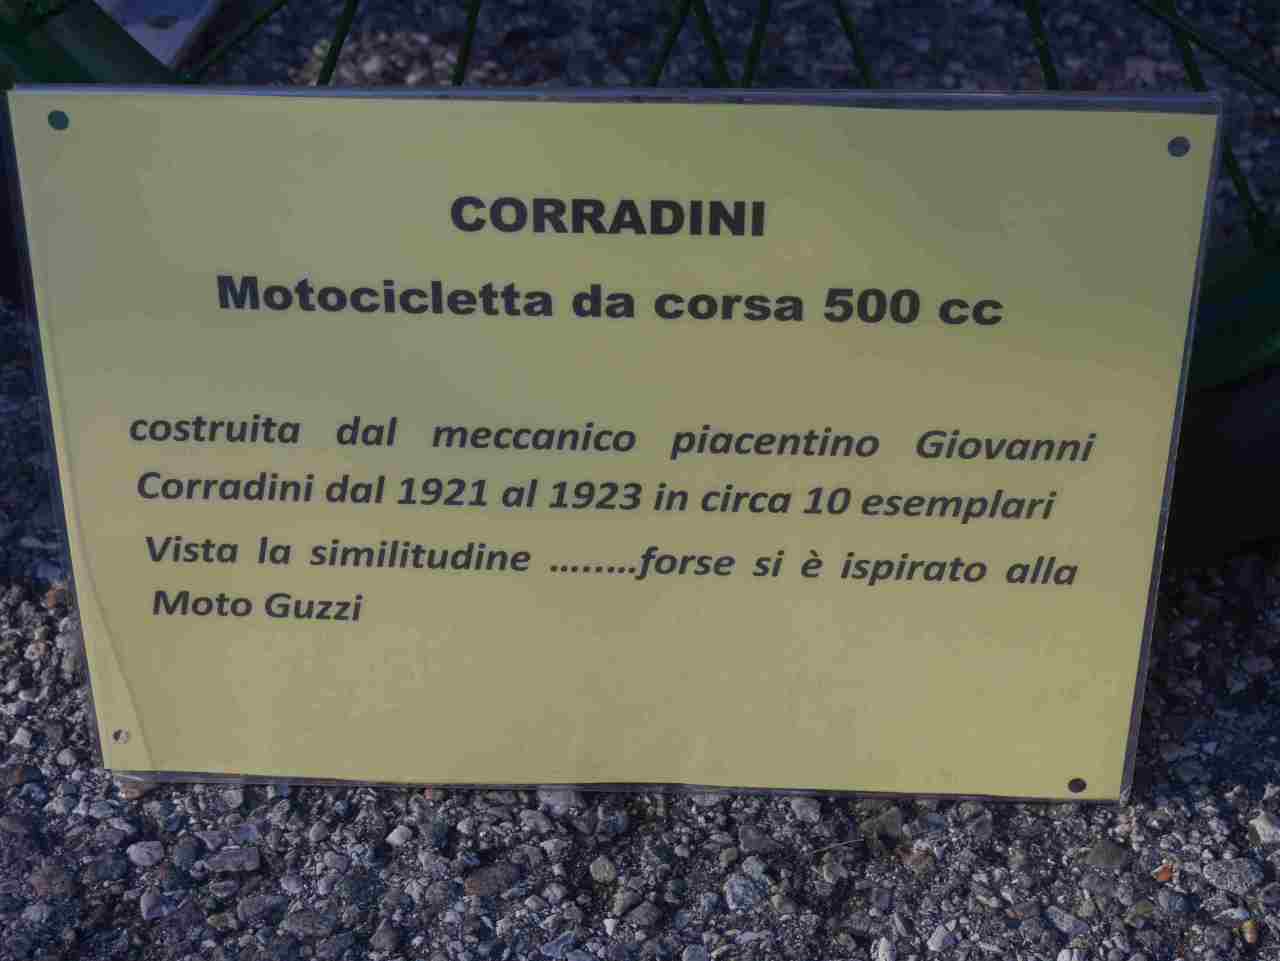 CORRADINI
Motocicletta da corsa 500 cc
costruita dal meccanico piacentino Giovanni
Corradini dal 1921 al 1923 in circa 10 esemplari
Vista la similitudine ........forse si è ispirato alla
Moto Guzzi